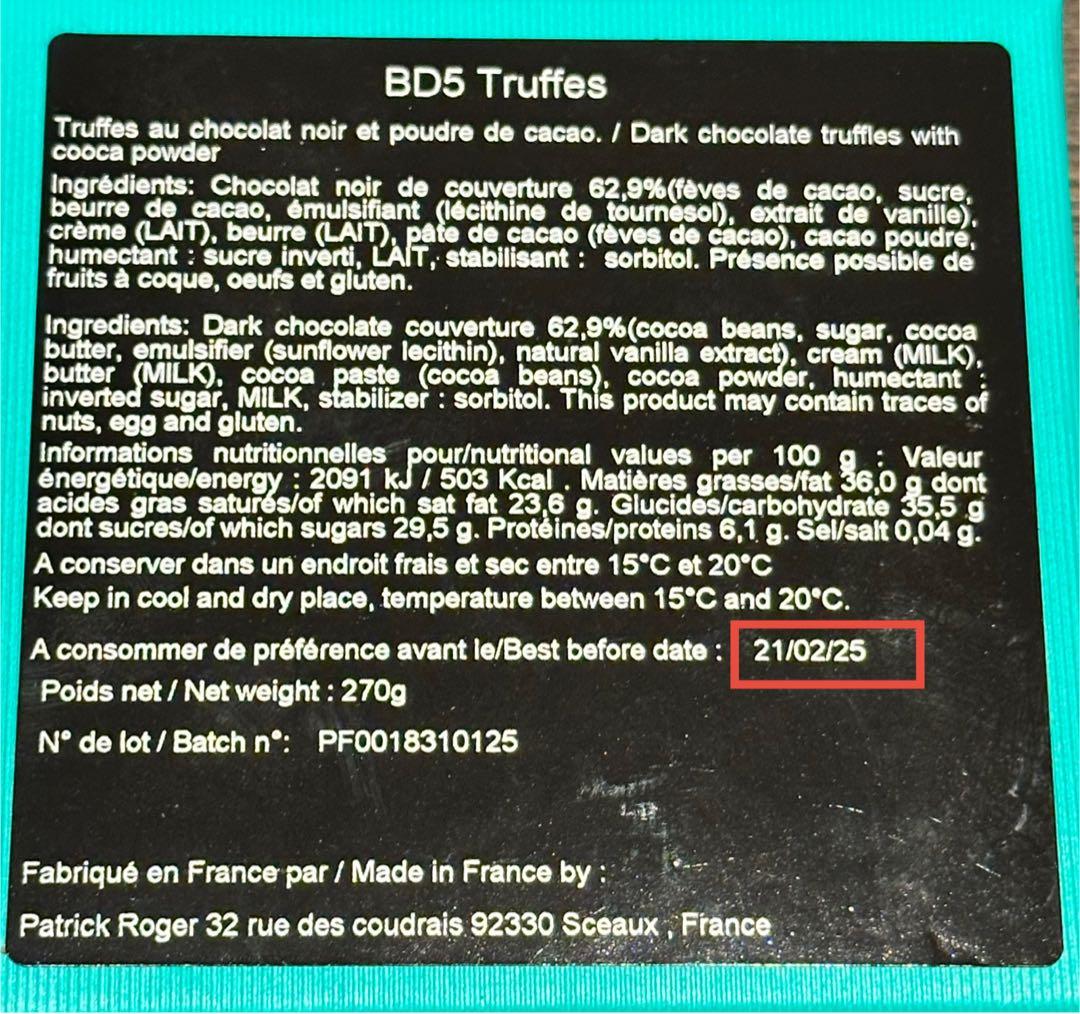 BD5 Truffes
Truffes au chocolat noir et poudre de cacao. / Dark chocolate truffles with
cooca powder
Ingrédients: Chocolat noir de couverture 62,9%(fèves de cacao, sucre,
beurre de cacao, émulsifiant (lécithine de tournesol), extrait de vanille),
crème (LAIT), beurre (LAIT), pâte de cacao (fèves de cacao), cacao poudre,
humectant : sucre inverti, LAIT, stabilisant : sorbitol. Présence possible de
fruits à coque, oeufs et gluten.
Ingredients: Dark chocolate couverture 62,9%(cocoa beans, sugar, cocoa
butter, emulsifier (sunflower lecithin), natural vanilla extract), cream (MILK),
butter (MILK), cocoa paste (cocoa beans), cocoa powder, humectant :
inverted sugar, MILK, stabilizer : sorbitol. This product may contain traces of
nuts, egg and gluten.
Informations nutritionnelles pour/nutritional values per 100 g : Valeur
énergétique/energy : 2091 kJ / 503 Kcal . Matières grasses/fat 36,0 g dont
acides gras saturés/of which sat fat 23,6 g. Glucides/carbohydrate 35,5 g
dont sucres/of which sugars 29,5 g. Protéines/proteins 6,1 g. Sel/salt 0,04 g.
A conserver dans un endroit frais et sec entre 15°C et 20°C
Keep in cool and dry place, temperature between 15°C and 20°C.
A consommer de préférence avant le/Best before date : 21/02/25
Poids net / Net weight : 270g
N° de lot / Batch n°: PF0018310125
Fabriqué en France par / Made in France by :
Patrick Roger 32 rue des coudrais 92330 Sceaux , France